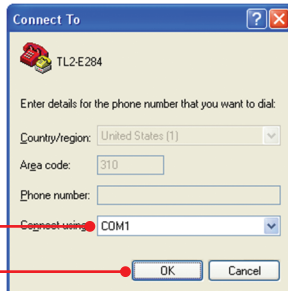 Connect To
TL2-E284
Enter details for the phone number that you want to dial:
Country/region: United States (1)
Area code: 310
Phone number:
Connect using: COM1
OK Cancel